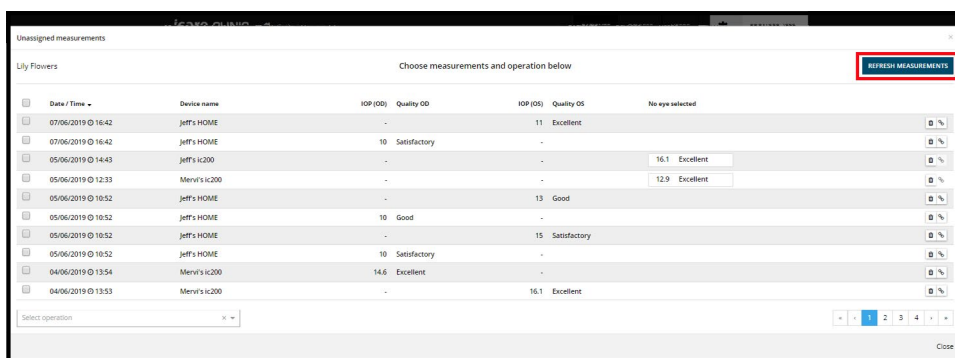 icare CLINIC
Unassigned measurements ×
Lily Flowers Choose measurements and operation below REFRESH MEASUREMENTS
Date / Time Device name IOP (OD) Quality OD IOP (OS) Quality OS No eye selected
07/06/2019 16:42 Jeff's HOME - 11 Excellent
07/06/2019 16:42 Jeff's HOME 10 Satisfactory -
05/06/2019 14:43 Jeff's ic200 - - 16.1 Excellent
05/06/2019 12:33 Mervi's ic200 - - 12.9 Excellent
05/06/2019 10:52 Jeff's HOME - 13 Good
05/06/2019 10:52 Jeff's HOME 10 Good -
05/06/2019 10:52 Jeff's HOME - 15 Satisfactory
05/06/2019 10:52 Jeff's HOME 10 Satisfactory -
04/06/2019 13:54 Mervi's ic200 14.6 Excellent -
04/06/2019 13:53 Mervi's ic200 - 16.1 Excellent
Select operation × « ‹ 1 2 3 4 › »
Close